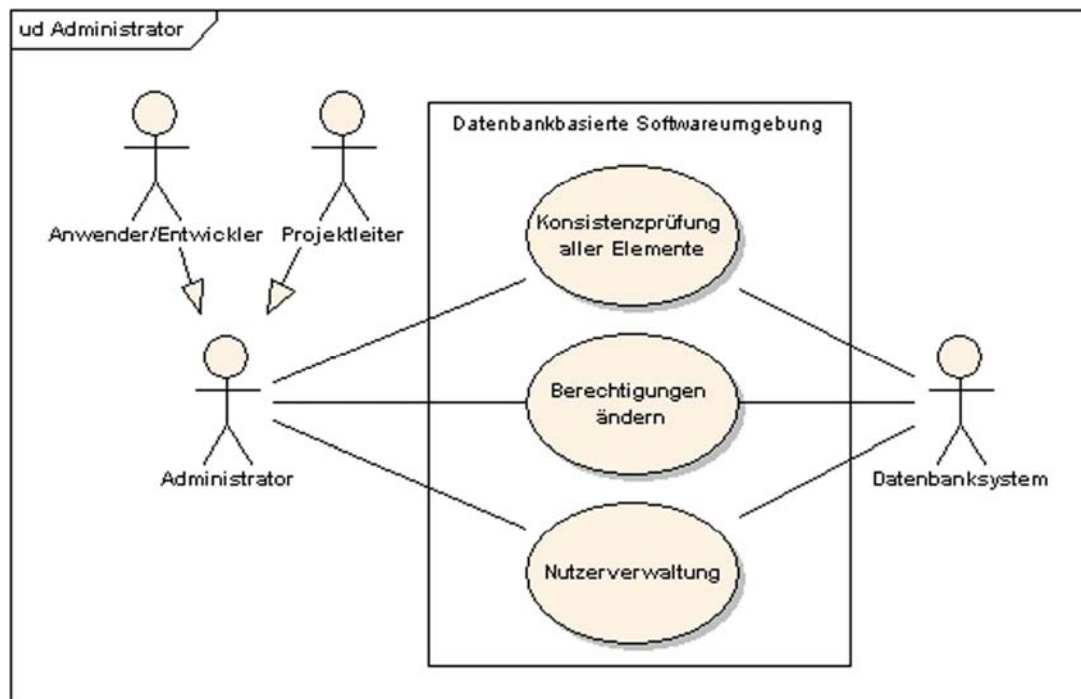 ud Administrator
Anwender/Entwickler
Projektleiter
Datenbankbasierte Softwareumgebung
Konsistenzprüfung
aller Elemente
Berechtigungen
ändern
Nutzerverwaltung
Administrator
Datenbanksystem